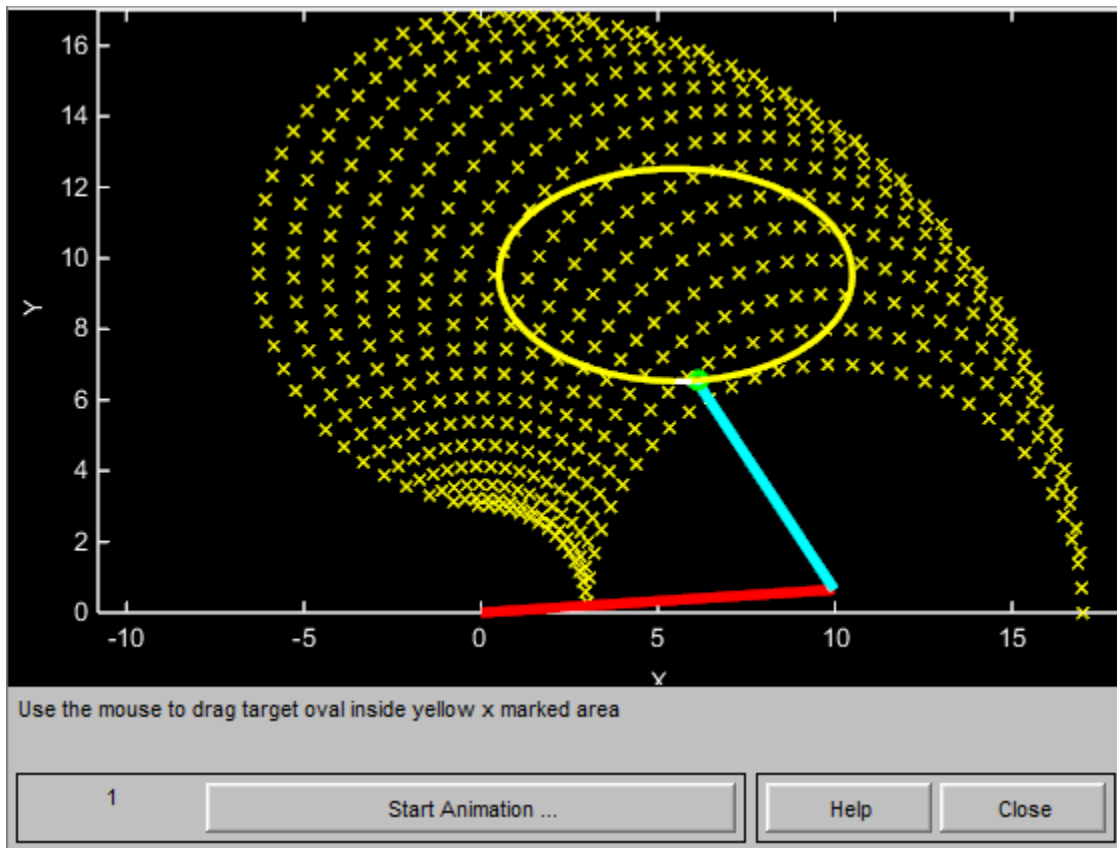 16
14
12
10
8
6
4
2
0
Y
-10 -5 0 5 10 15
X
Use the mouse to drag target oval inside yellow x marked area
1
Start Animation ...
Help
Close